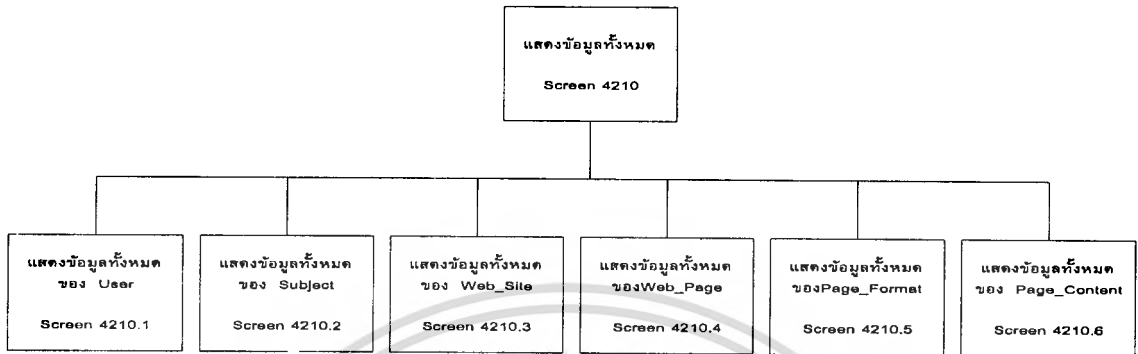 แสดงข้อมูลทั้งหมด
Screen 4210
แสดงข้อมูลทั้งหมด
ของ User
Screen 4210.1
แสดงข้อมูลทั้งหมด
ของ Subject
Screen 4210.2
แสดงข้อมูลทั้งหมด
ของ Web_Site
Screen 4210.3
แสดงข้อมูลทั้งหมด
ของWeb_Page
Screen 4210.4
แสดงข้อมูลทั้งหมด
ของPage_Format
Screen 4210.5
แสดงข้อมูลทั้งหมด
ของ Page_Content
Screen 4210.6